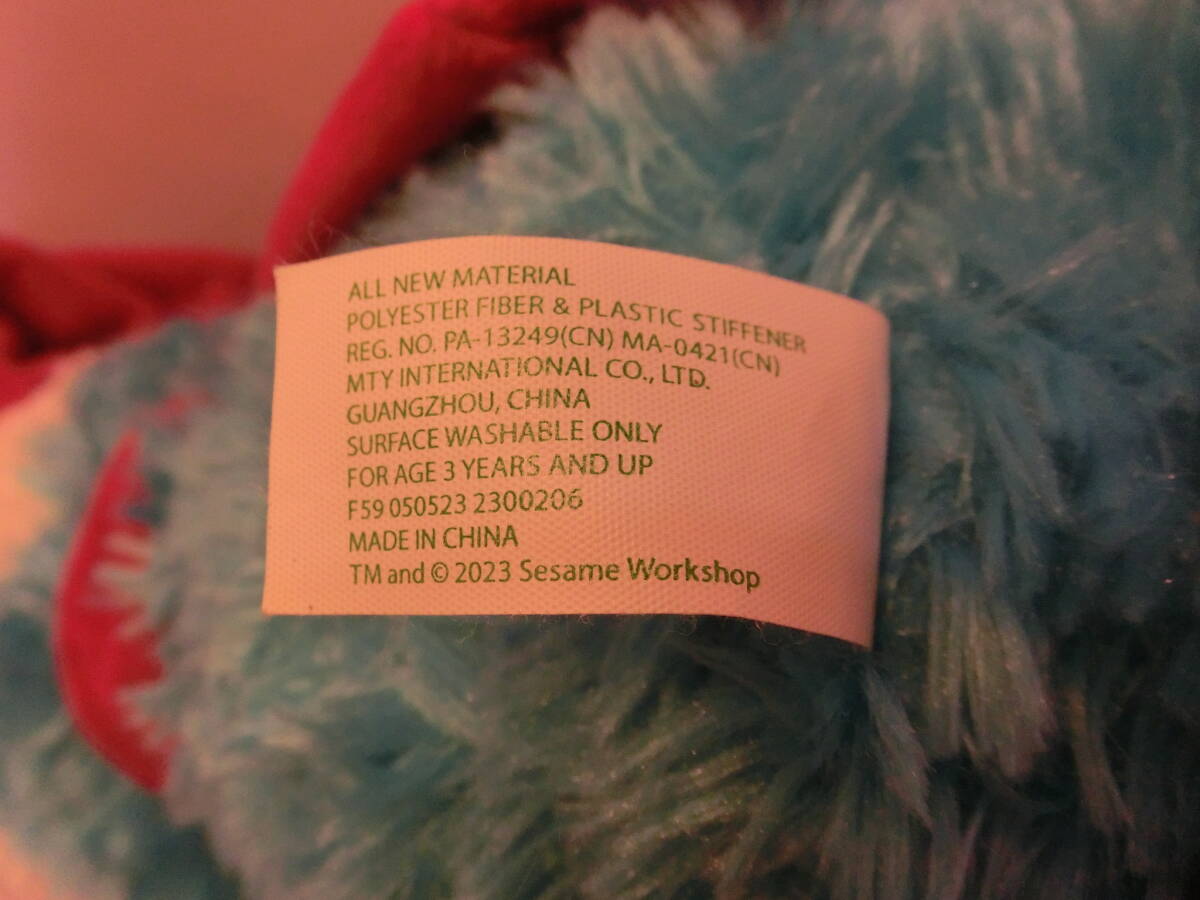 ALL NEW MATERIAL
POLYESTER FIBER & PLASTIC STIFFENER
REG. NO. PA-13249(CN) MA-0421(CN)
MTY INTERNATIONAL CO., LTD.
GUANGZHOU, CHINA
SURFACE WASHABLE ONLY
FOR AGE 3 YEARS AND UP
F59 050523 2300206
MADE IN CHINA
TM and © 2023 Sesame Workshop